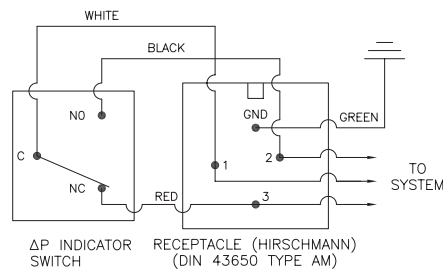 WHITE
BLACK
NO
GND
GREEN
C
1
2
TO
SYSTEM
NC
RED
3
ΔP INDICATOR
SWITCH
RECEPTACLE (HIRSCHMANN)
(DIN 43650 TYPE AM)